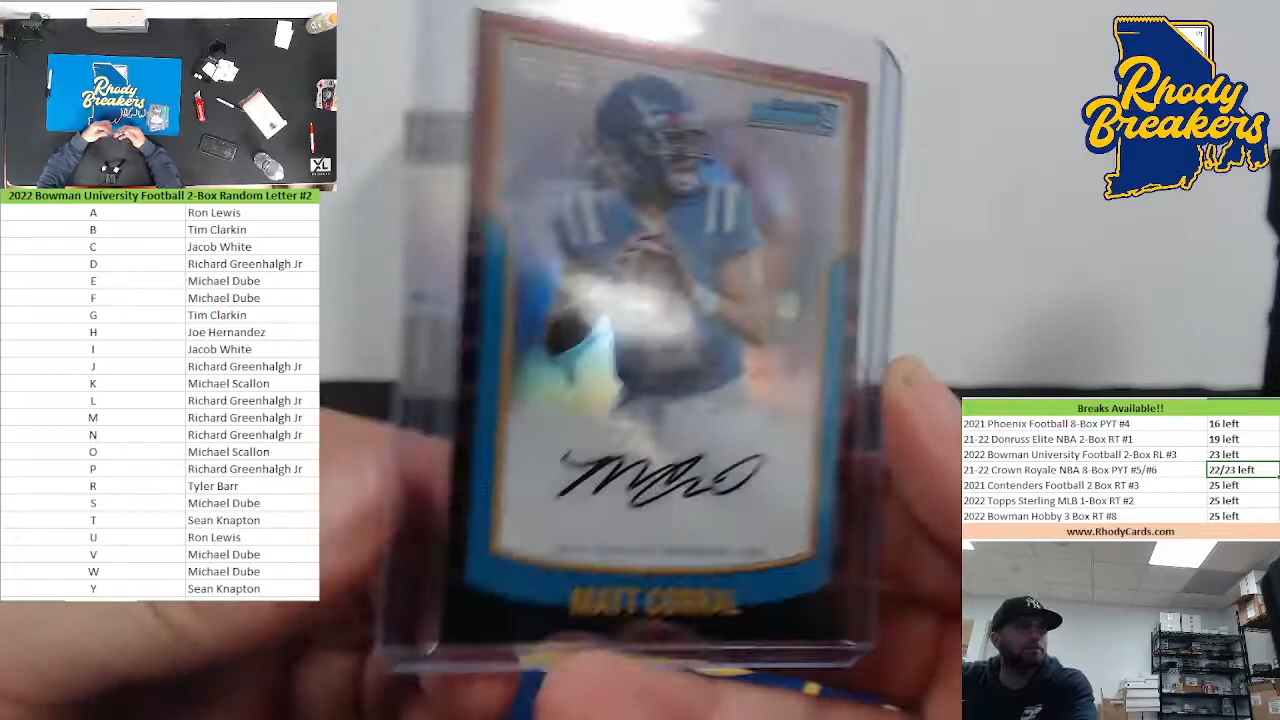 Rhody
Breakers
2022 Bowman University Football 2-Box Random Letter #2
A Ron Lewis
B Tim Clarkin
C Jacob White
D Richard Greenhalgh Jr
E Michael Dube
F Michael Dube
G Tim Clarkin
H Joe Hernandez
I Jacob White
J Richard Greenhalgh Jr
K Michael Scallon
L Richard Greenhalgh Jr
M Richard Greenhalgh Jr
N Richard Greenhalgh Jr
O Michael Scallon
P Richard Greenhalgh Jr
R Tyler Barr
S Michael Dube
T Sean Knapton
U Ron Lewis
V Michael Dube
W Michael Dube
Y Sean Knapton
MATT CORRAL
Rhody
Breakers
Breaks Available!!
2021 Phoenix Football 8-Box PYT #4 16 left
21-22 Donruss Elite NBA 2-Box RT #1 19 left
2022 Bowman University Football 2-Box RL #3 23 left
21-22 Crown Royale NBA 8-Box PYT #5/#6 22/23 left
2021 Contenders Football 2 Box RT #3 25 left
2022 Topps Sterling MLB 1-Box RT #2 25 left
2022 Bowman Hobby 3 Box RT #8 25 left
www.RhodyCards.com